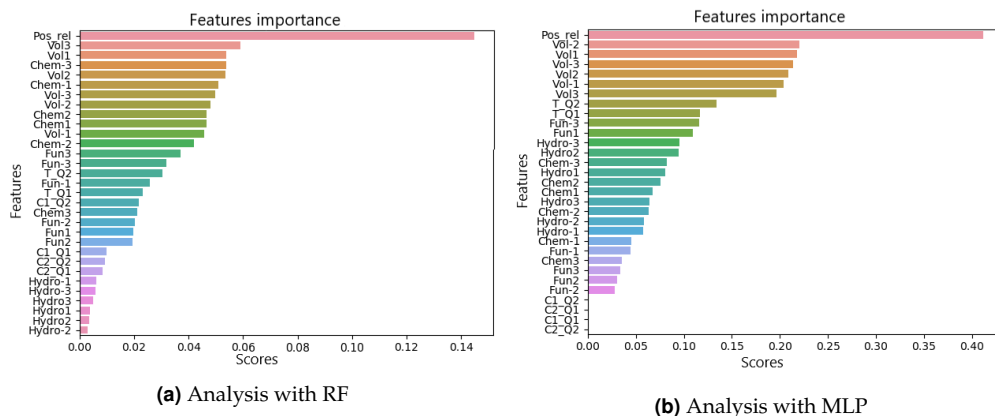 Features importance
Pos_rel
Vol3
Vol1
Chem-3
Vol2
Chem-1
Vol-3
Vol-2
Chem2
Chem1
Vol-1
Chem-2
Fun3
Fun-3
T_Q2
Fun-1
T_Q1
C1_Q2
Chem3
Fun-2
Fun1
Fun2
C1_Q1
C2_Q2
C2_Q1
Hydro-1
Hydro-3
Hydro3
Hydro1
Hydro2
Hydro-2
Features
0.00 0.02 0.04 0.06 0.08 0.10 0.12 0.14
Scores
(a) Analysis with RF
Features importance
Pos_rel
Vol-2
Vol1
Vol-3
Vol2
Vol-1
Vol3
T_Q2
T_Q1
Fun-3
Fun1
Hydro-3
Hydro2
Chem-3
Hydro1
Chem2
Chem1
Hydro3
Chem-2
Hydro-2
Hydro-1
Chem-1
Fun-1
Chem3
Fun3
Fun2
Fun-2
C1_Q2
C2_Q1
C1_Q1
C2_Q2
Features
0.00 0.05 0.10 0.15 0.20 0.25 0.30 0.35 0.40
Scores
(b) Analysis with MLP